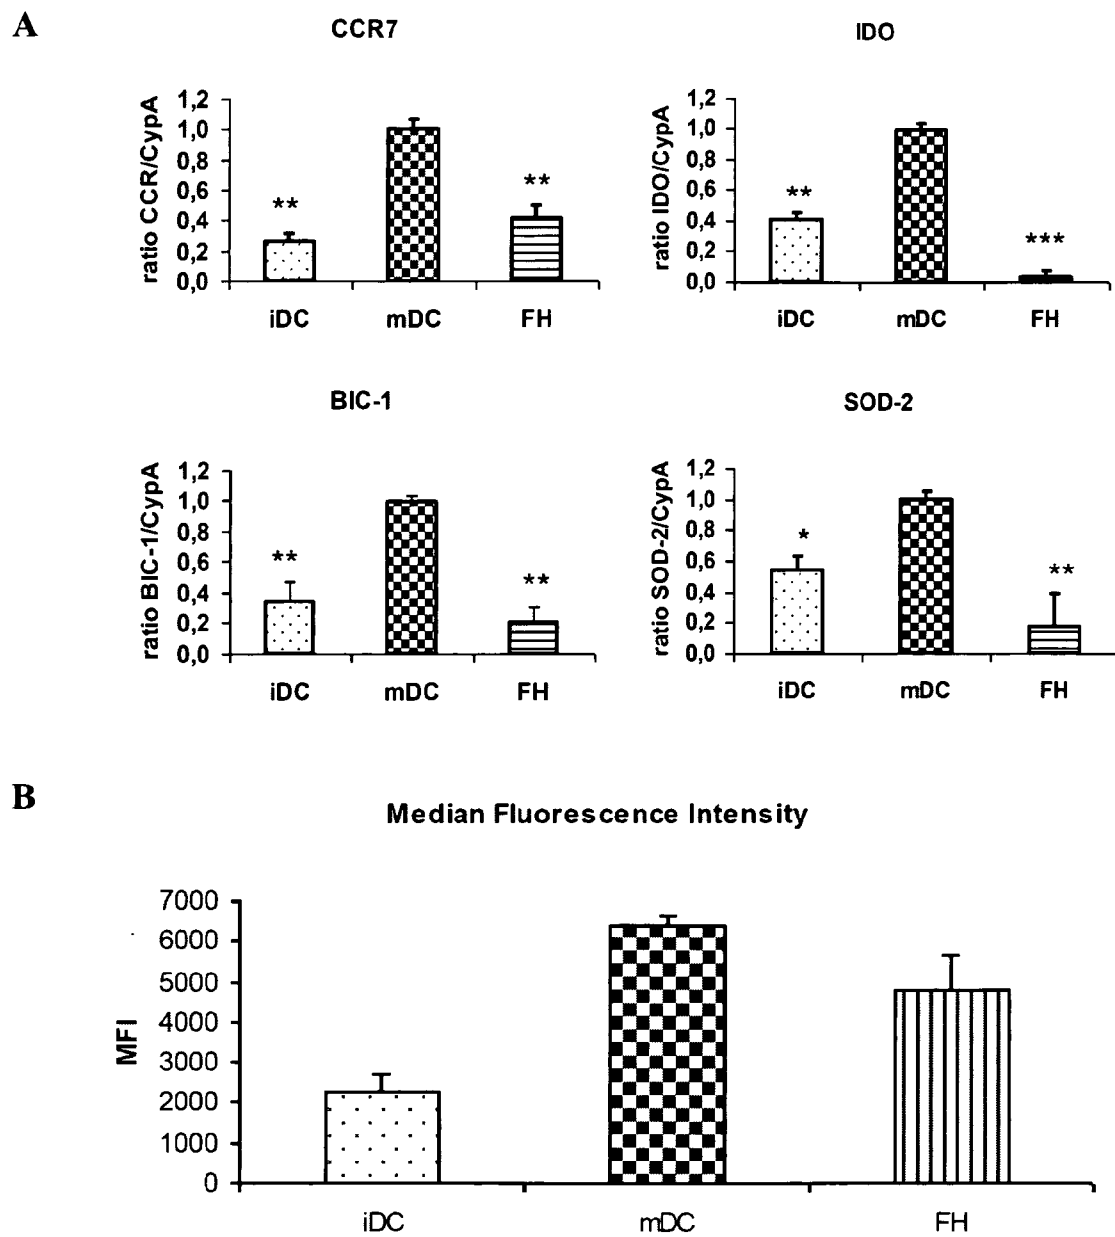 A
CCR7
ratio CCR/CypA
1,2
1,0
0,8
0,6
0,4
0,2
0,0
**
**
iDC mDC FH
IDO
ratio IDO/CypA
1,2
1,0
0,8
0,6
0,4
0,2
0,0
**
***
iDC mDC FH
BIC-1
ratio BIC-1/CypA
1,2
1,0
0,8
0,6
0,4
0,2
0,0
**
**
iDC mDC FH
SOD-2
ratio SOD-2/CypA
1,2
1,0
0,8
0,6
0,4
0,2
0,0
*
**
iDC mDC FH
B
Median Fluorescence Intensity
MFI
7000
6000
5000
4000
3000
2000
1000
0
iDC mDC FH